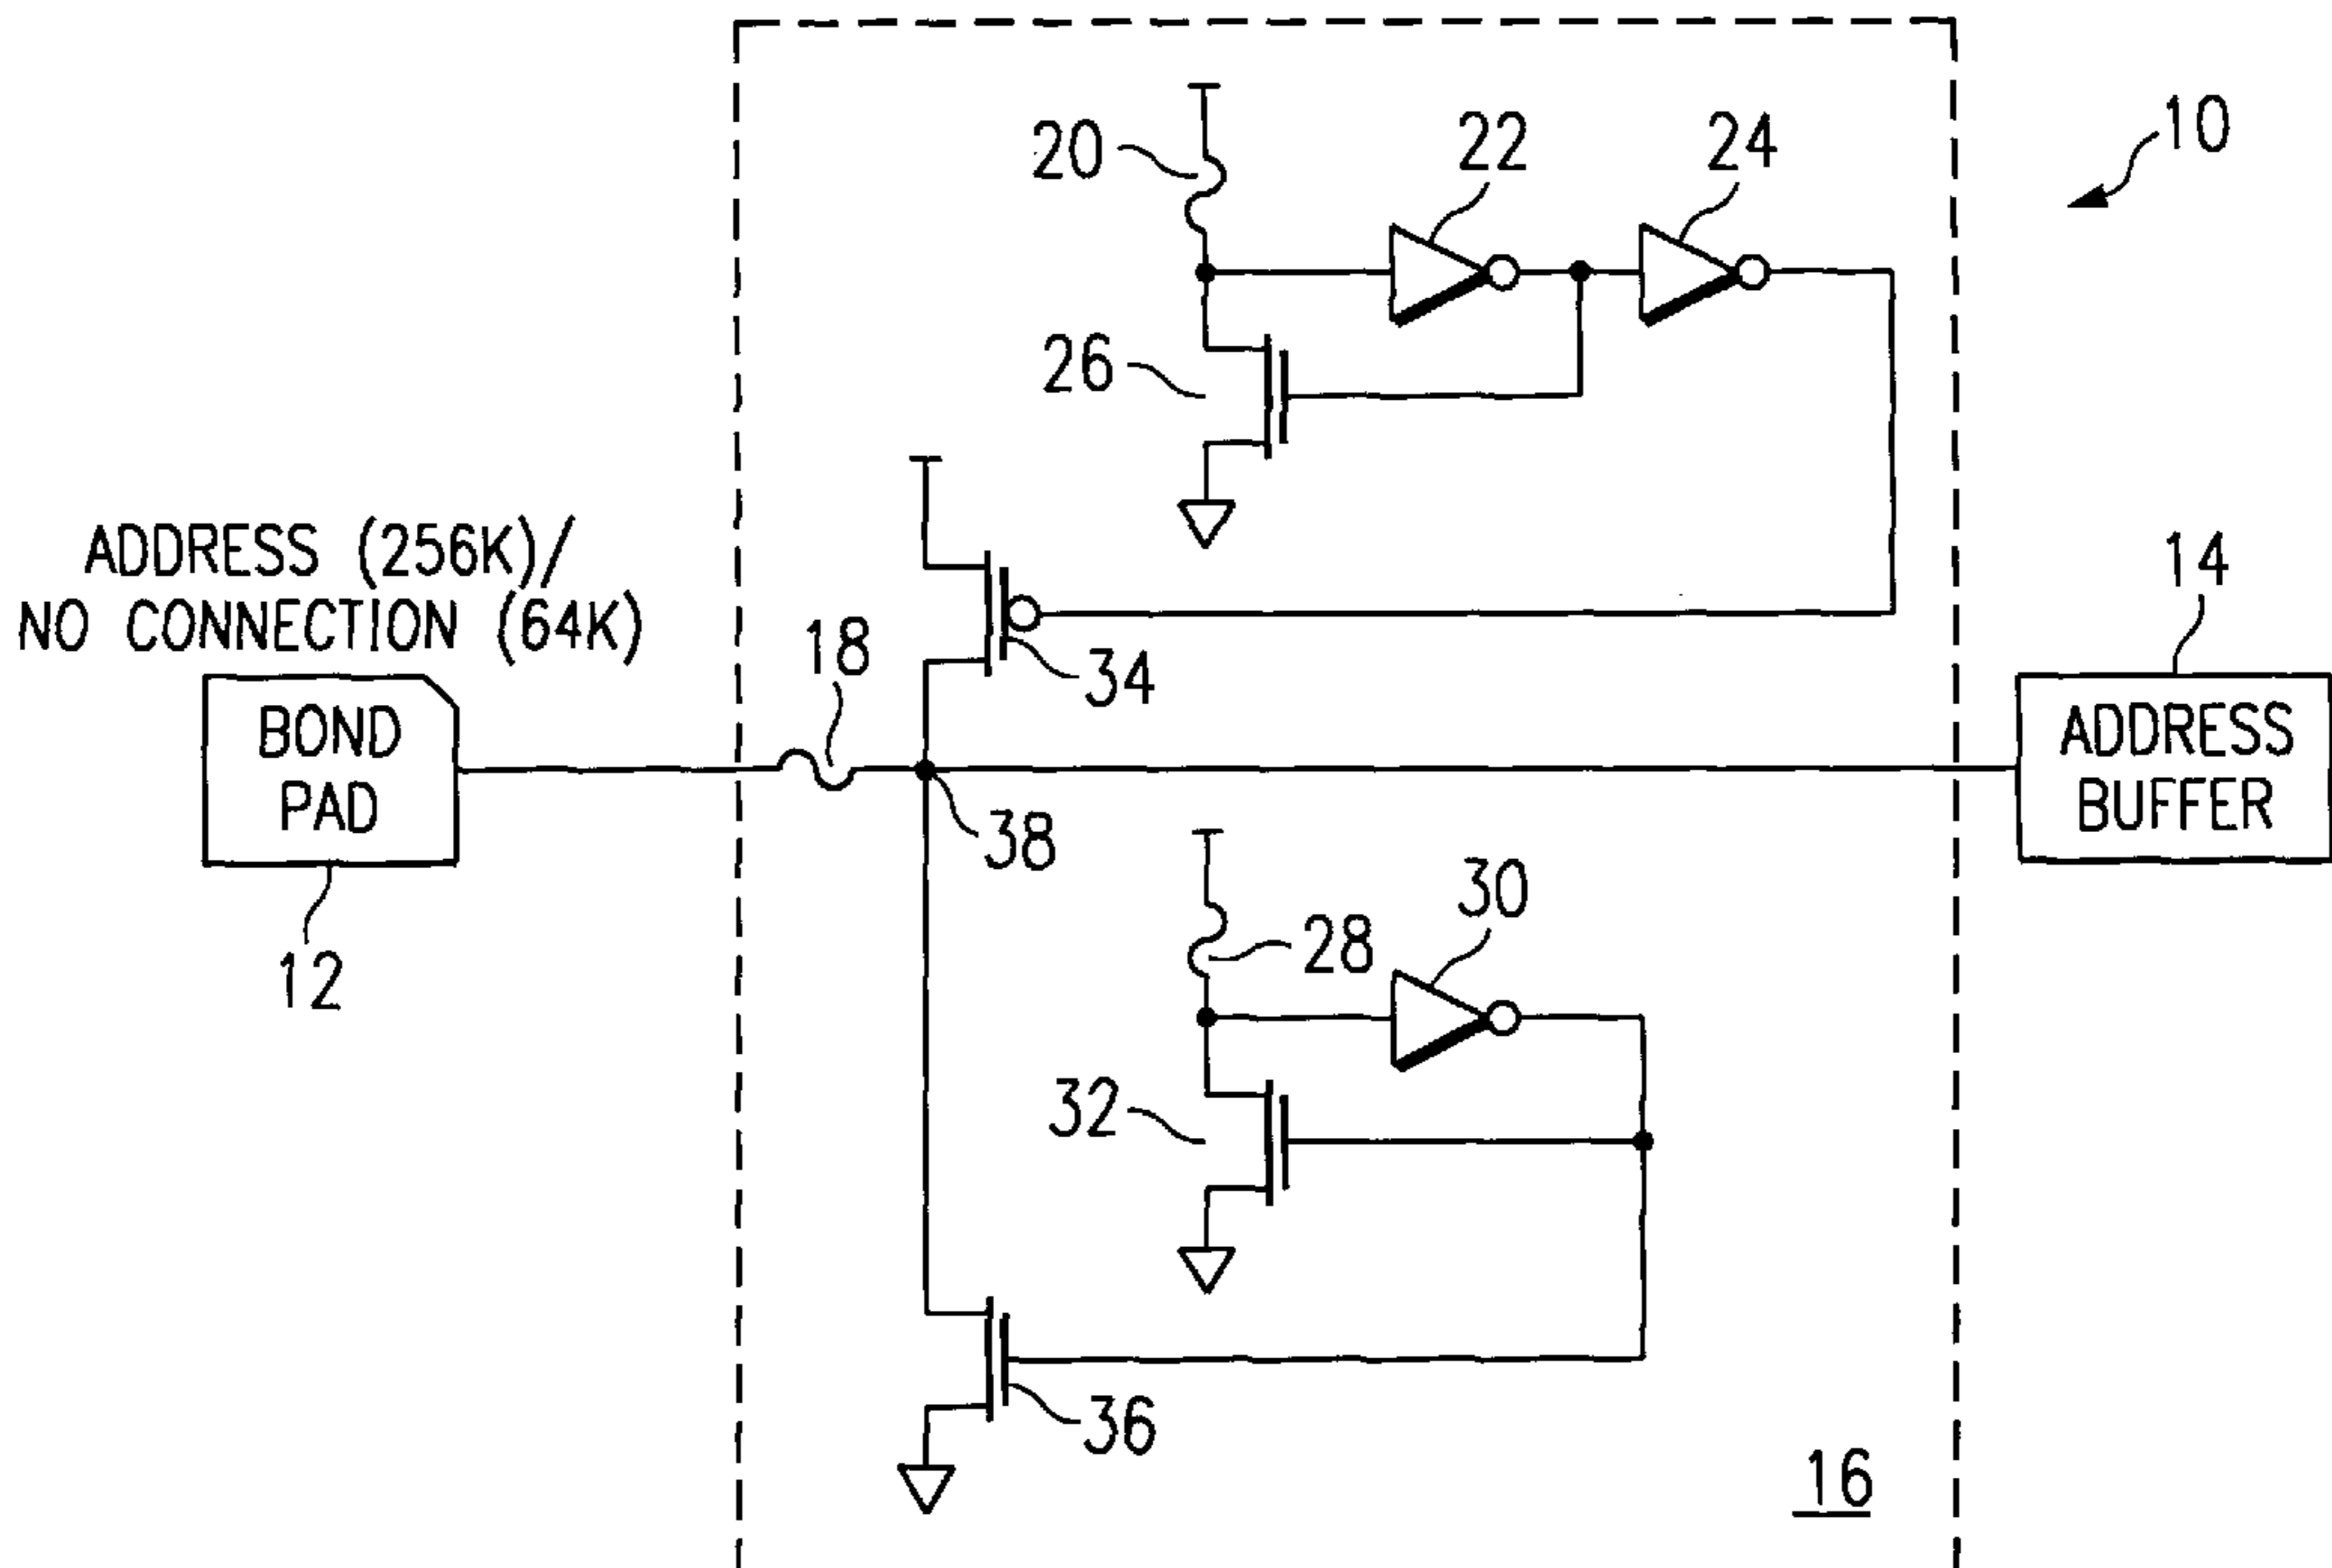 20
22
24
10
26
ADDRESS (256K)/
NO CONNECTION (64K)
14
18
34
BOND
PAD
ADDRESS
BUFFER
38
30
12
28
32
36
16